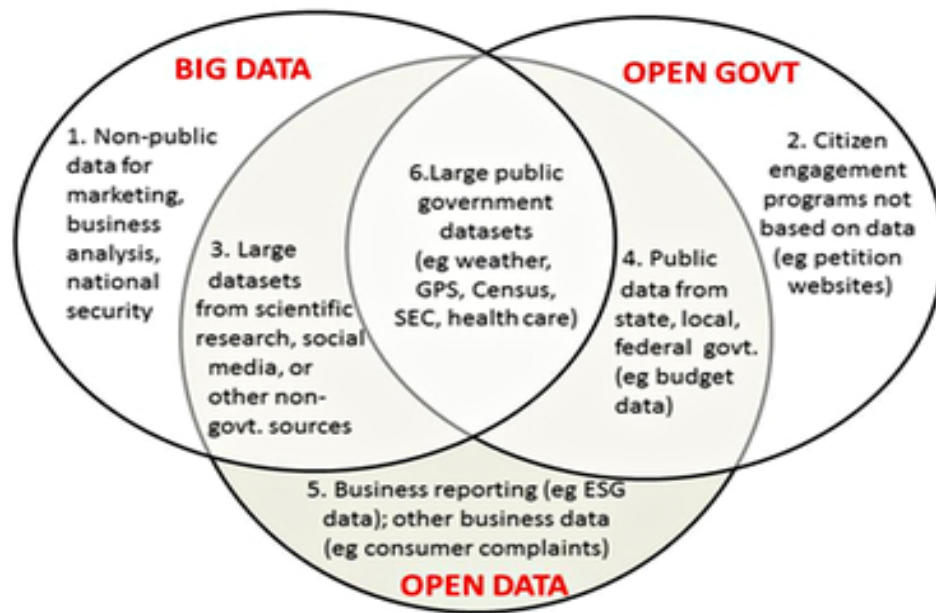 BIG DATA
OPEN GOVT
1. Non-public
data for
marketing,
business
analysis,
national
security
2. Citizen
engagement
programs not
based on data
(eg petition
websites)
6.Large public
government
datasets
(eg weather,
GPS, Census,
SEC, health care)
3. Large
datasets
from scientific
research, social
media, or
other non-
govt. sources
4. Public
data from
state, local,
federal govt.
(eg budget
data)
5. Business reporting (eg ESG
data); other business data
(eg consumer complaints)
OPEN DATA